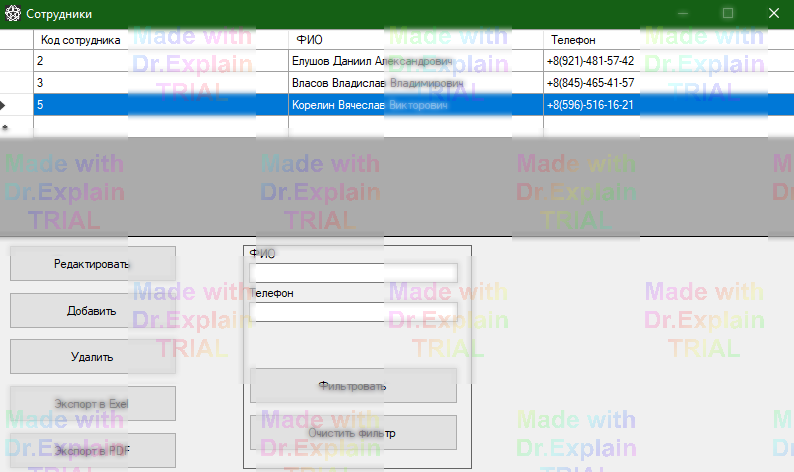 Сотрудники
Код сотрудника ФИО Телефон
2 Елушов Даниил Александрович +8(921)-481-57-42
3 Власов Владислав Владимирович +8(845)-465-41-57
5 Корелин Вячеслав Викторович +8(596)-516-16-21
Made with Made with Made with
Dr.Explain Dr.Explain Dr.Explain
TRIAL TRIAL TRIAL
Made with Made with Made with Ma
Dr.Explain Dr.Explain Dr.Explain Dr.
TRIAL TRIAL TRIAL
ФИО
Редактировать
Телефон
Добавить
Удалить
Made with Made with Made with
Dr.Explain Dr.Explain Dr.Explain
TRIAL TRIAL TRIAL
Фильтровать
Экспорт в Exel
Очистить фильтр
Экспорт в PDF
Made with Made with Made with Ma
Dr.Explain Dr.Explain Dr.Explain Dr.
TRIAL TRIAL TRIAL